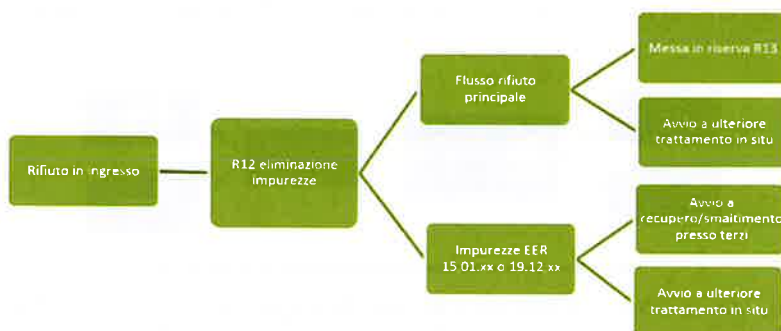 Rifiuto in ingresso
R12 eliminazione
impurezze
Flusso rifiuto
principale
Messa in riserva R13
Avvio a ulteriore
trattamento in situ
Impurezze EER
15.01.xx o 19.12.xx
Avvio a
recupero/smaltimento
presso terzi
Avvio a ulteriore
trattamento in situ